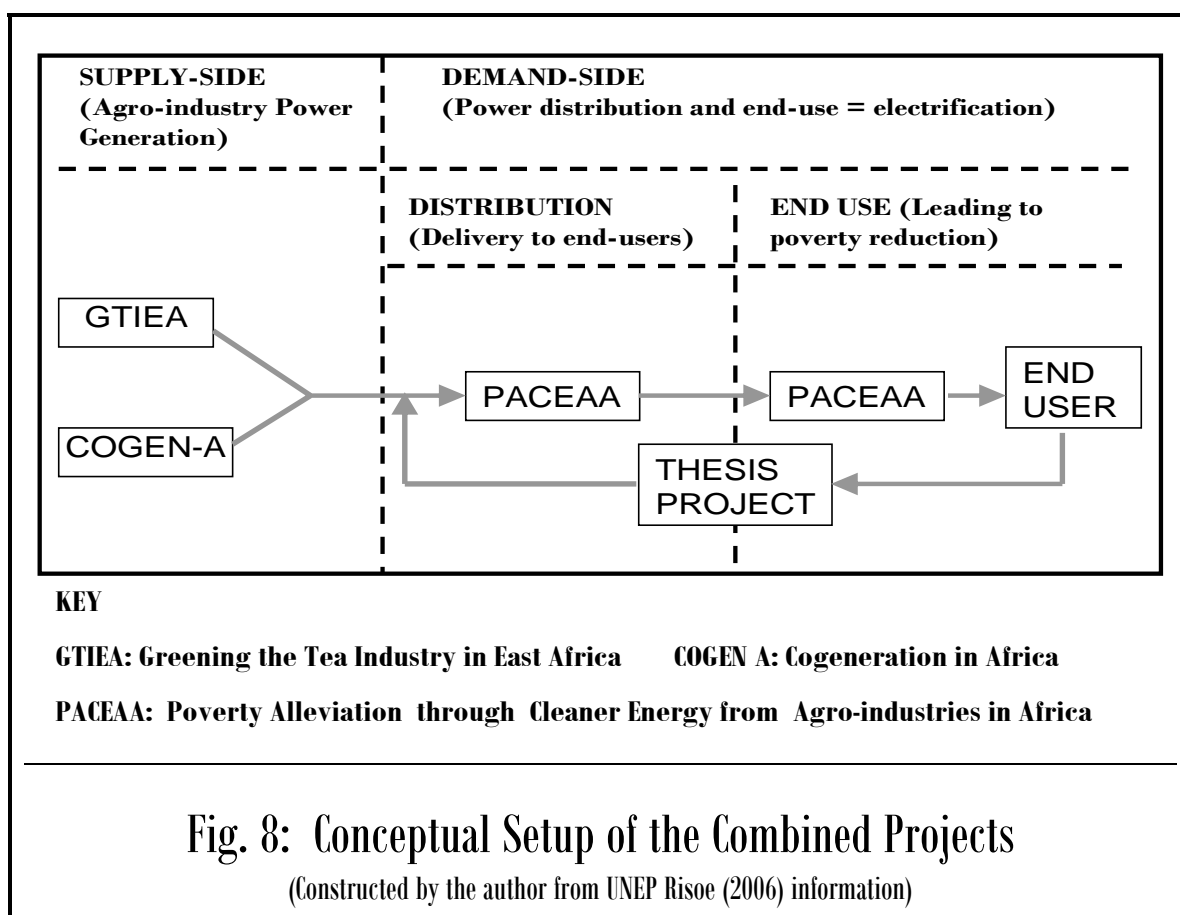 SUPPLY-SIDE
(Agro-industry Power
Generation)
DEMAND-SIDE
(Power distribution and end-use = electrification)
DISTRIBUTION
(Delivery to end-users)
END USE (Leading to
poverty reduction)
GTIEA
COGEN-A
PACEAA
PACEAA
END
USER
THESIS
PROJECT
KEY
GTIEA: Greening the Tea Industry in East Africa COGEN A: Cogeneration in Africa
PACEAA: Poverty Alleviation through Cleaner Energy from Agro-industries in Africa
Fig. 8: Conceptual Setup of the Combined Projects
(Constructed by the author from UNEP Risoe (2006) information)